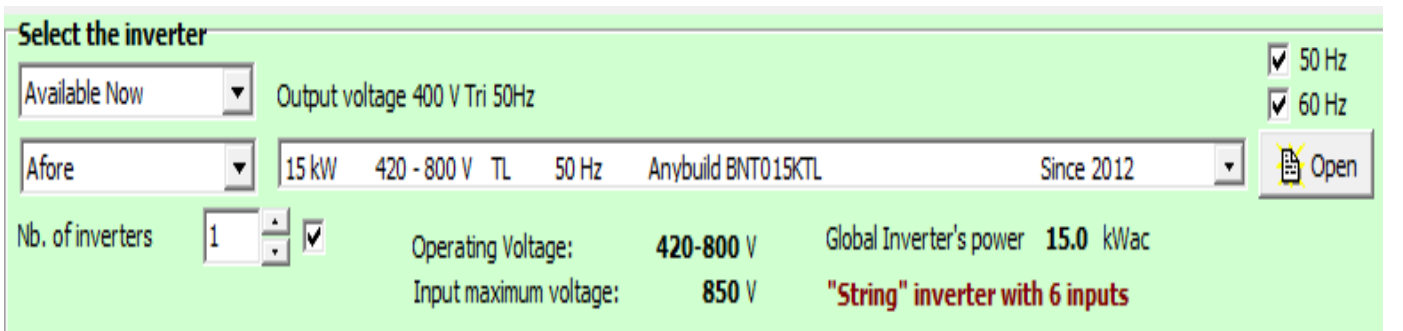 Select the inverter
Available Now Output voltage 400 V Tri 50Hz 50 Hz
60 Hz
Afore 15 kW 420 - 800 V TL 50 Hz Anybuild BNT015KTL Since 2012 Open
Nb. of inverters 1 Operating Voltage: 420-800 V Global Inverter's power 15.0 kWac
Input maximum voltage: 850 V "String" inverter with 6 inputs